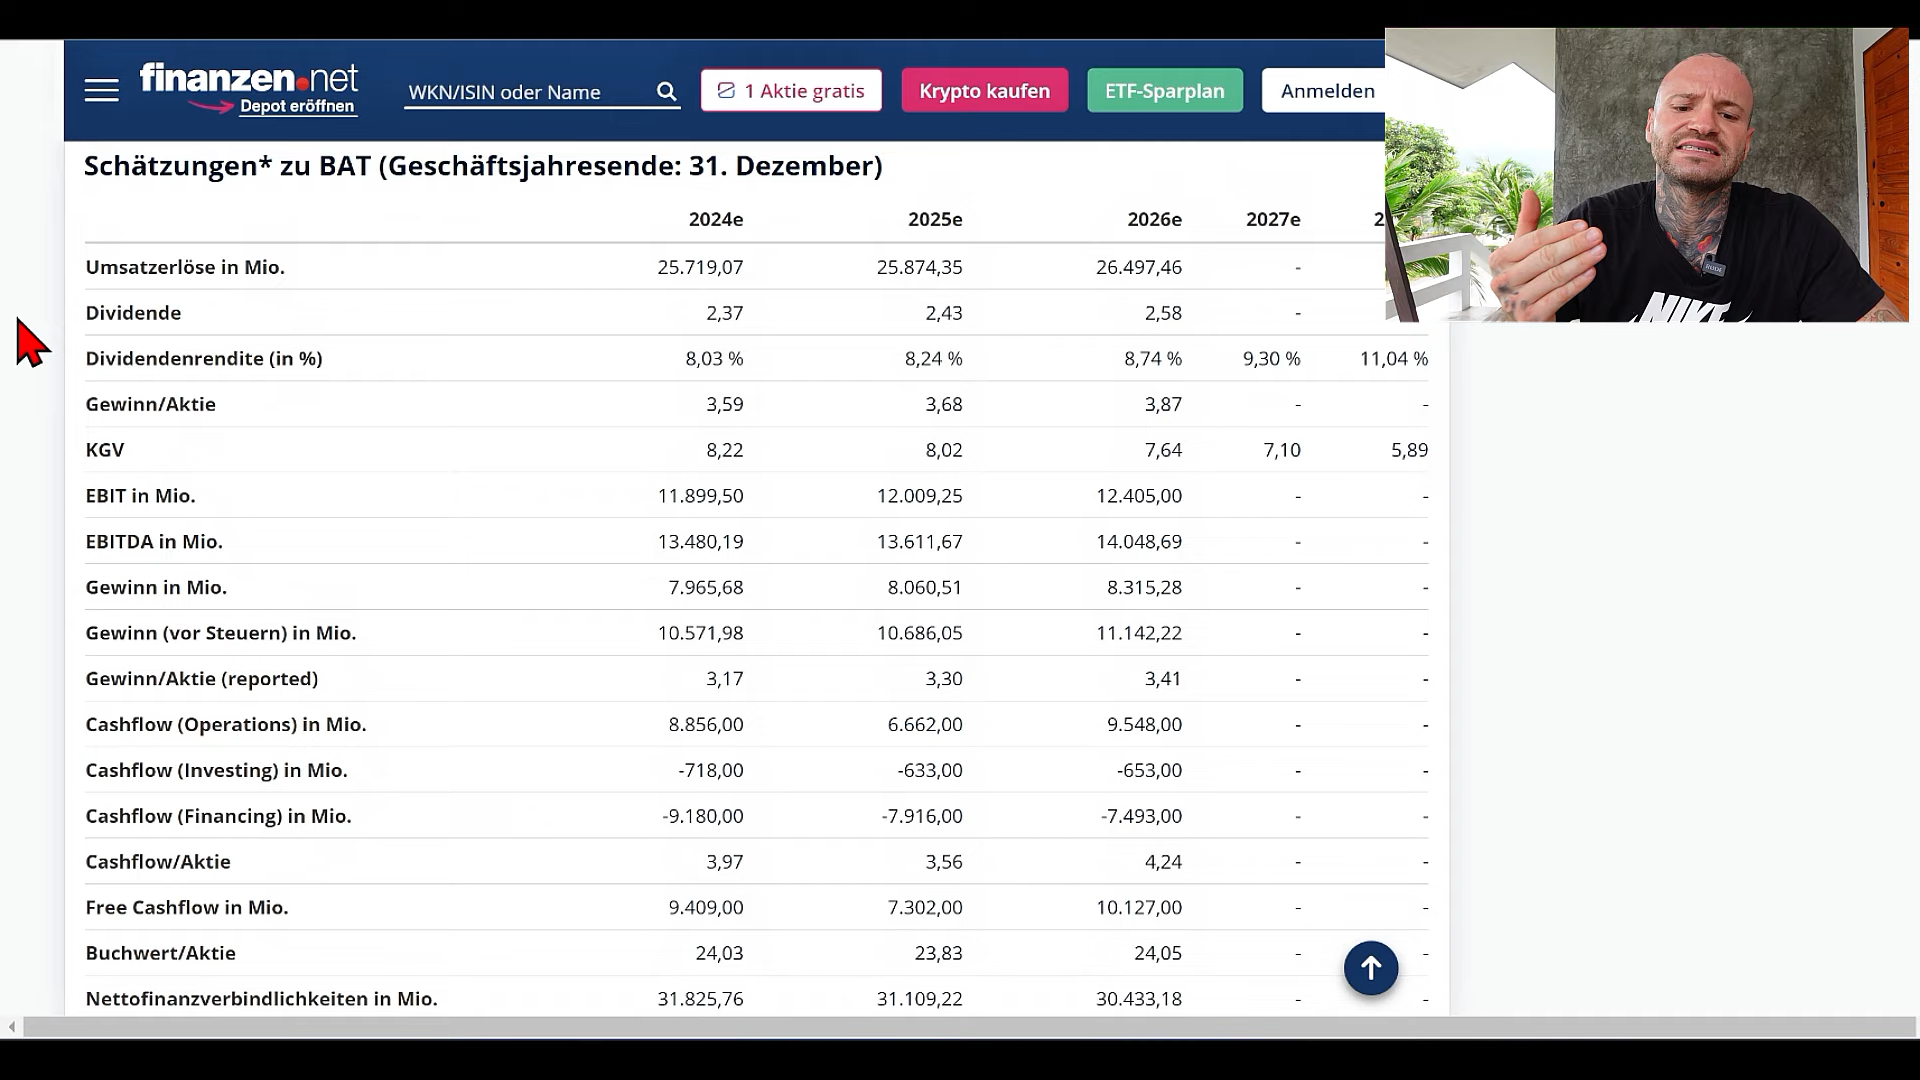 finanzen.net
Depot eröffnen
WKN/ISIN oder Name
1 Aktie gratis
Krypto kaufen
ETF-Sparplan
Anmelden
Schätzungen* zu BAT (Geschäftsjahresende: 31. Dezember)
2024e 2025e 2026e 2027e 2
Umsatzerlöse in Mio. 25.719,07 25.874,35 26.497,46 -
Dividende 2,37 2,43 2,58 -
Dividendenrendite (in %) 8,03 % 8,24 % 8,74 % 9,30 % 11,04 %
Gewinn/Aktie 3,59 3,68 3,87 - -
KGV 8,22 8,02 7,64 7,10 5,89
EBIT in Mio. 11.899,50 12.009,25 12.405,00 - -
EBITDA in Mio. 13.480,19 13.611,67 14.048,69 - -
Gewinn in Mio. 7.965,68 8.060,51 8.315,28 - -
Gewinn (vor Steuern) in Mio. 10.571,98 10.686,05 11.142,22 - -
Gewinn/Aktie (reported) 3,17 3,30 3,41 - -
Cashflow (Operations) in Mio. 8.856,00 6.662,00 9.548,00 - -
Cashflow (Investing) in Mio. -718,00 -633,00 -653,00 - -
Cashflow (Financing) in Mio. -9.180,00 -7.916,00 -7.493,00 - -
Cashflow/Aktie 3,97 3,56 4,24 - -
Free Cashflow in Mio. 9.409,00 7.302,00 10.127,00 - -
Buchwert/Aktie 24,03 23,83 24,05 - -
Nettofinanzverbindlichkeiten in Mio. 31.825,76 31.109,22 30.433,18 - -
RODE
NIKE